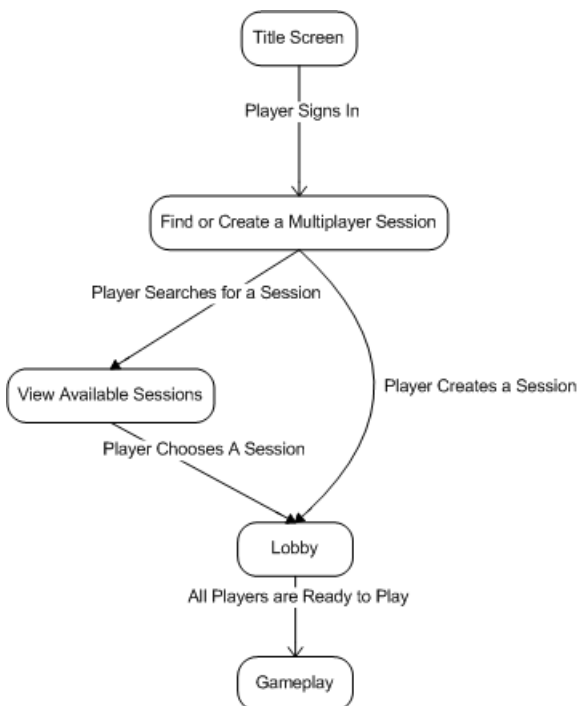 Title Screen
Player Signs In
Find or Create a Multiplayer Session
Player Searches for a Session
View Available Sessions
Player Creates a Session
Player Chooses A Session
Lobby
All Players are Ready to Play
Gameplay